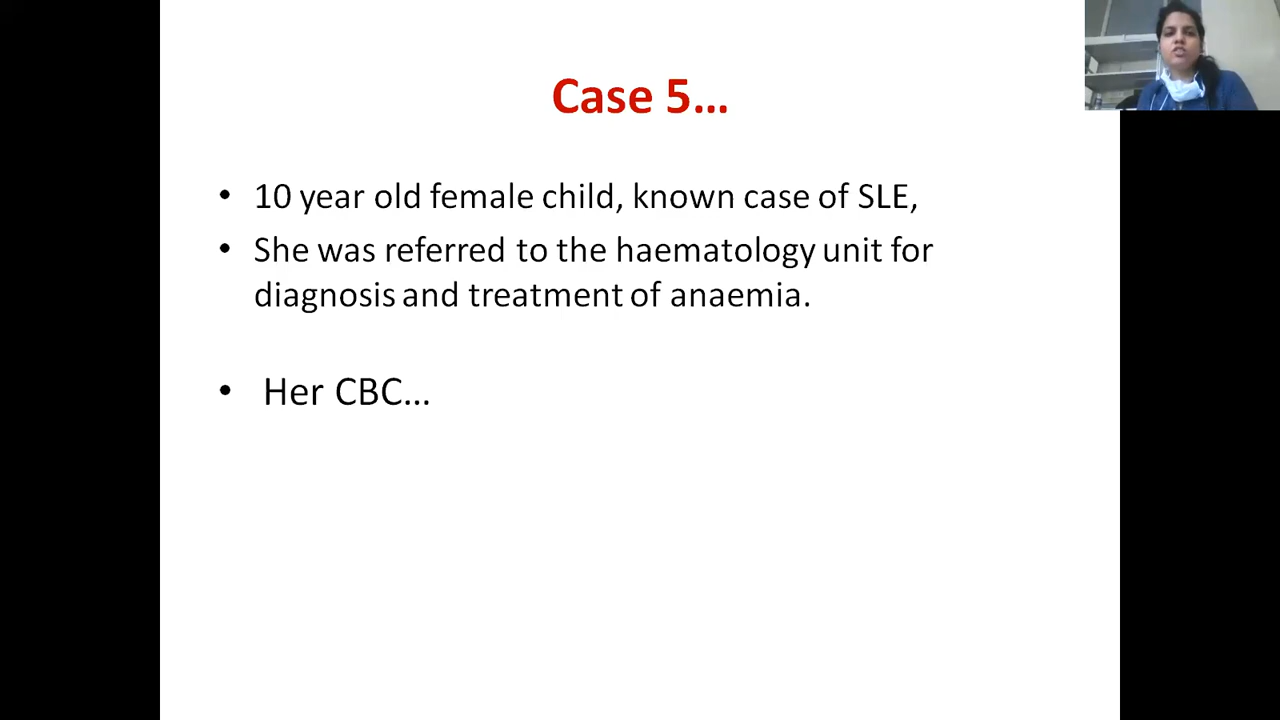 Case 5...
• 10 year old female child, known case of SLE,
• She was referred to the haematology unit for
diagnosis and treatment of anaemia.
• Her CBC...